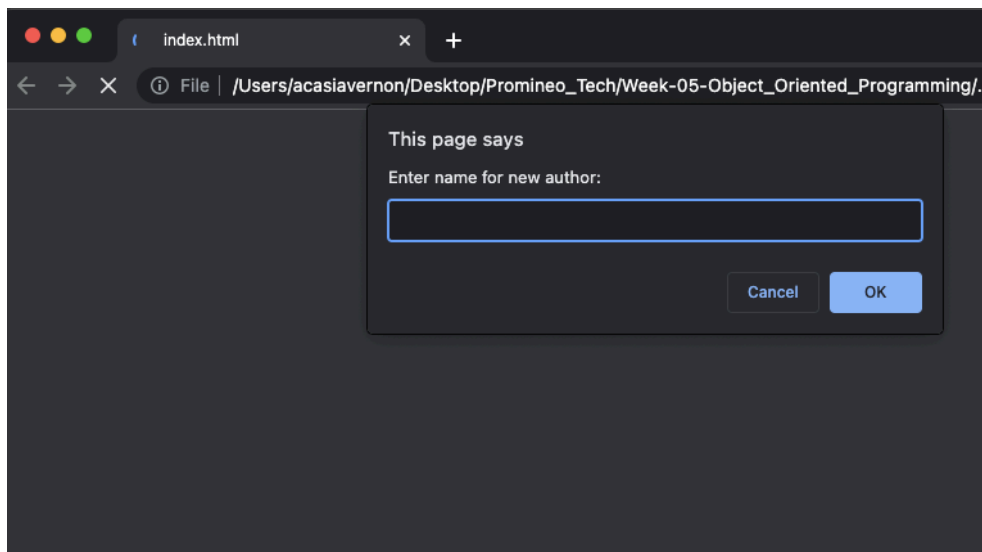 index.html
File /Users/acasiavernon/Desktop/Promineo_Tech/Week-05-Object_Oriented_Programming/.
This page says
Enter name for new author:
Cancel OK